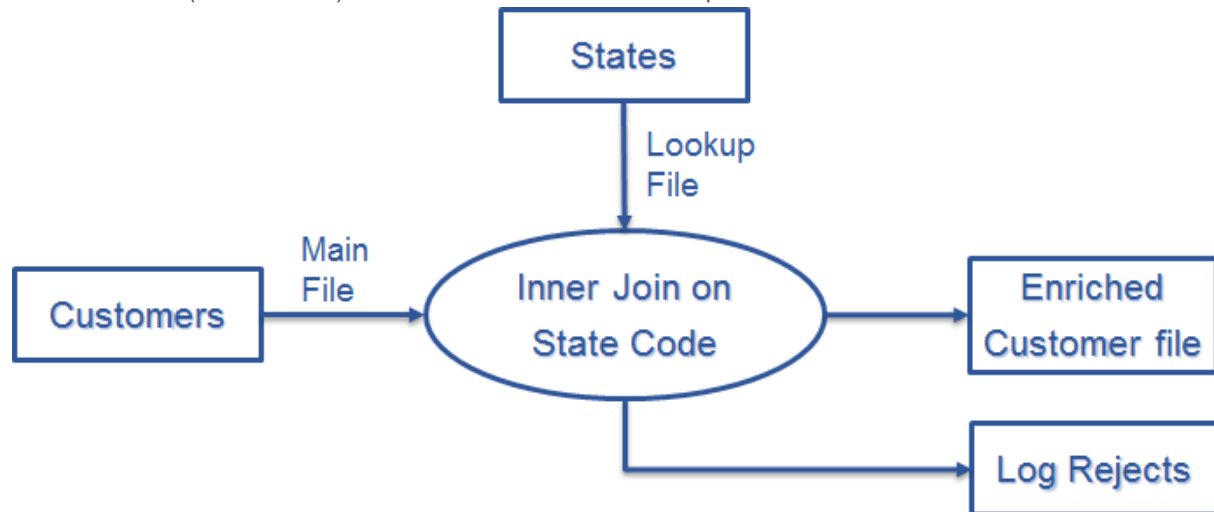 States
Lookup
File
Main
File
Customers
Inner Join on
State Code
Enriched
Customer file
Log Rejects